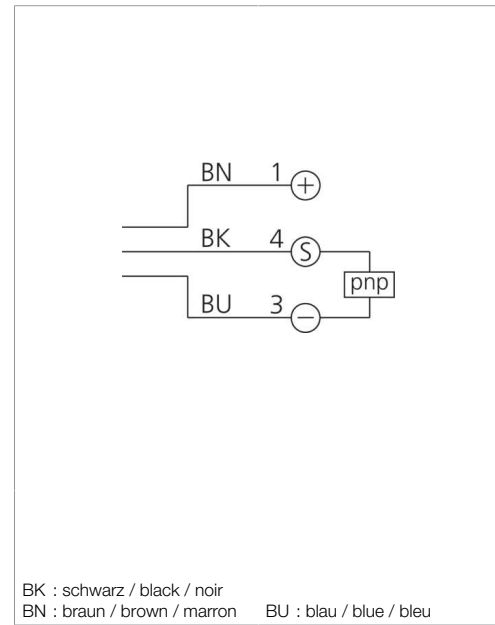 BN 1 +
BK 4 S
pnp
BU 3 −
BK : schwarz / black / noir
BN : braun / brown / marron BU : blau / blue / bleu